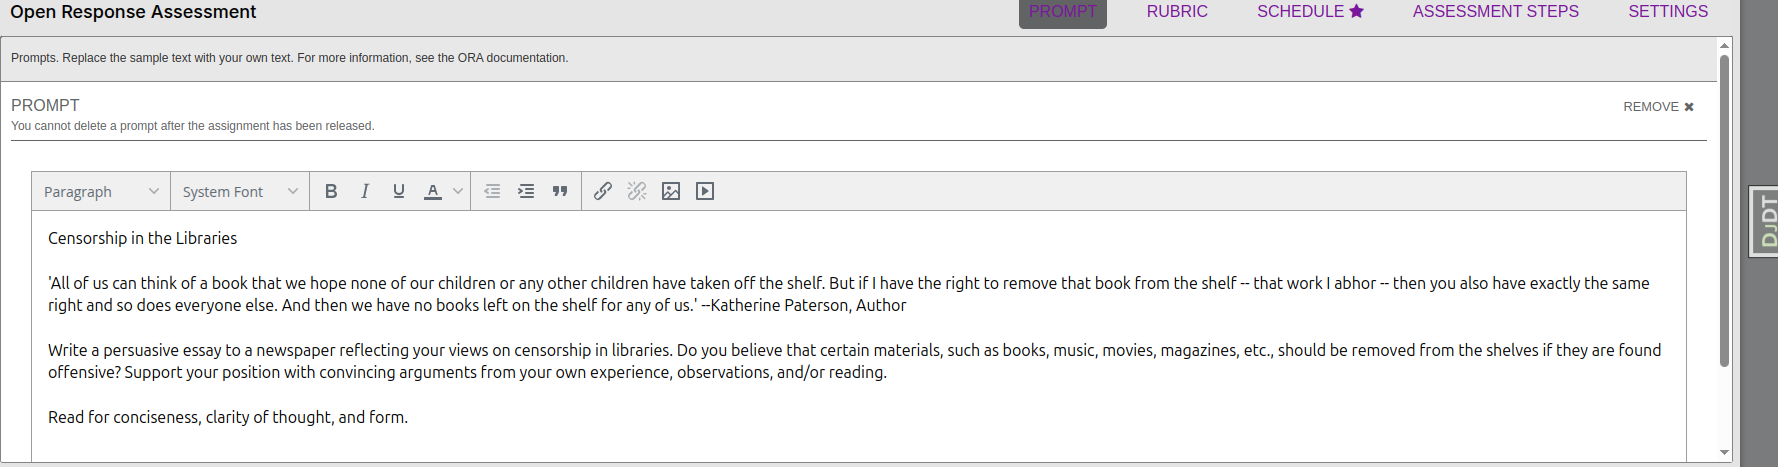 Open Response Assessment
PROMPT RUBRIC SCHEDULE ASSESSMENT STEPS SETTINGS
Prompts. Replace the sample text with your own text. For more information, see the ORA documentation.
PROMPT
REMOVE
You cannot delete a prompt after the assignment has been released.
Paragraph System Font B I U A
Censorship in the Libraries
'All of us can think of a book that we hope none of our children or any other children have taken off the shelf. But if I have the right to remove that book from the shelf -- that work I abhor -- then you also have exactly the same
right and so does everyone else. And then we have no books left on the shelf for any of us.' --Katherine Paterson, Author
Write a persuasive essay to a newspaper reflecting your views on censorship in libraries. Do you believe that certain materials, such as books, music, movies, magazines, etc., should be removed from the shelves if they are found
offensive? Support your position with convincing arguments from your own experience, observations, and/or reading.
Read for conciseness, clarity of thought, and form.
DJDT